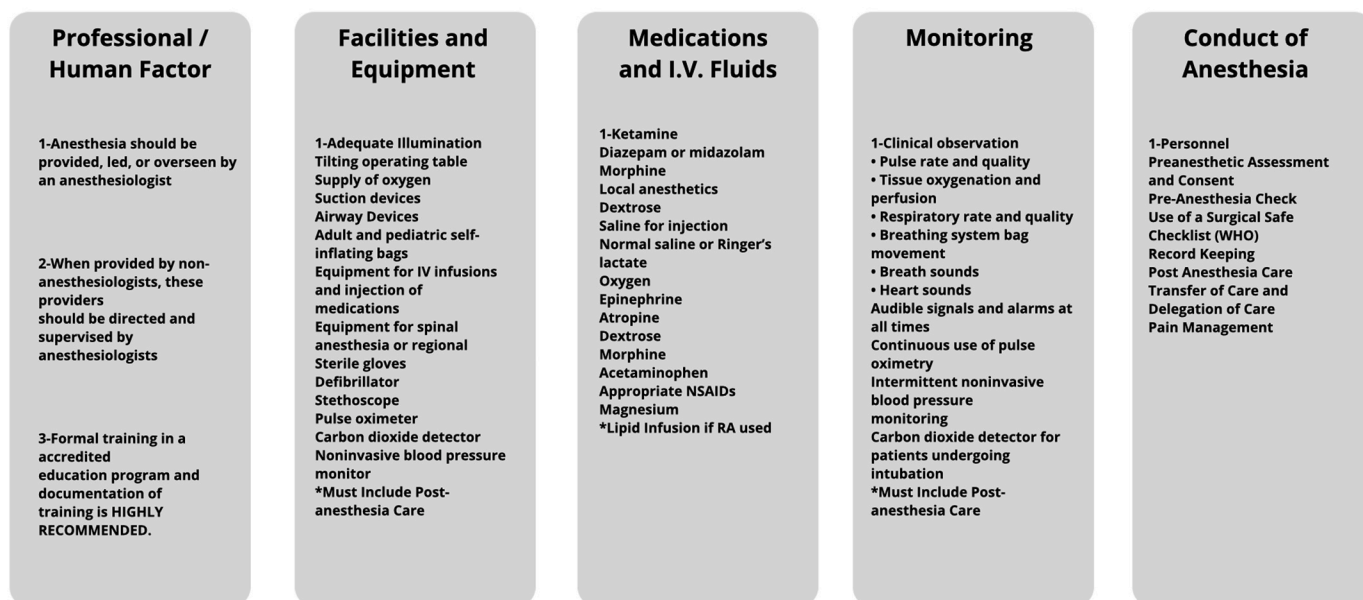 Professional /
Human Factor
1-Anesthesia should be
provided, led, or overseen by
an anesthesiologist
2-When provided by non-
anesthesiologists, these
providers
should be directed and
supervised by
anesthesiologists
3-Formal training in a
accredited
education program and
documentation of
training is HIGHLY
RECOMMENDED.
Facilities and
Equipment
1-Adequate Illumination
Tilting operating table
Supply of oxygen
Suction devices
Airway Devices
Adult and pediatric self-
inflating bags
Equipment for IV infusions
and injection of
medications
Equipment for spinal
anesthesia or regional
Sterile gloves
Defibrillator
Stethoscope
Pulse oximeter
Carbon dioxide detector
Noninvasive blood pressure
monitor
*Must Include Post-
anesthesia Care
Medications
and I.V. Fluids
1-Ketamine
Diazepam or midazolam
Morphine
Local anesthetics
Dextrose
Saline for injection
Normal saline or Ringer's
lactate
Oxygen
Epinephrine
Atropine
Dextrose
Morphine
Acetaminophen
Appropriate NSAIDs
Magnesium
*Lipid Infusion if RA used
Monitoring
1-Clinical observation
• Pulse rate and quality
• Tissue oxygenation and
perfusion
• Respiratory rate and quality
• Breathing system bag
movement
• Breath sounds
• Heart sounds
Audible signals and alarms at
all times
Continuous use of pulse
oximetry
Intermittent noninvasive
blood pressure
monitoring
Carbon dioxide detector for
patients undergoing
intubation
*Must Include Post-
anesthesia Care
Conduct of
Anesthesia
1-Personnel
Preanesthetic Assessment
and Consent
Pre-Anesthesia Check
Use of a Surgical Safe
Checklist (WHO)
Record Keeping
Post Anesthesia Care
Transfer of Care and
Delegation of Care
Pain Management